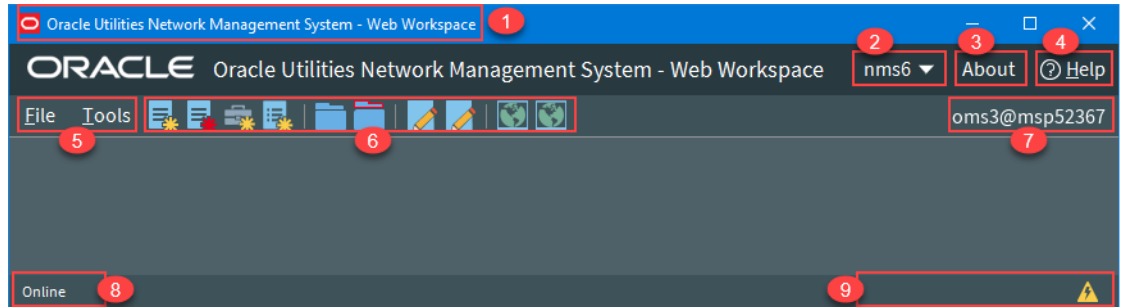 Oracle Utilities Network Management System - Web Workspace 1
2 3 4
ORACLE Oracle Utilities Network Management System - Web Workspace nms6 About Help
File Tools oms3@msp52367
5 6 7
Online 8 9